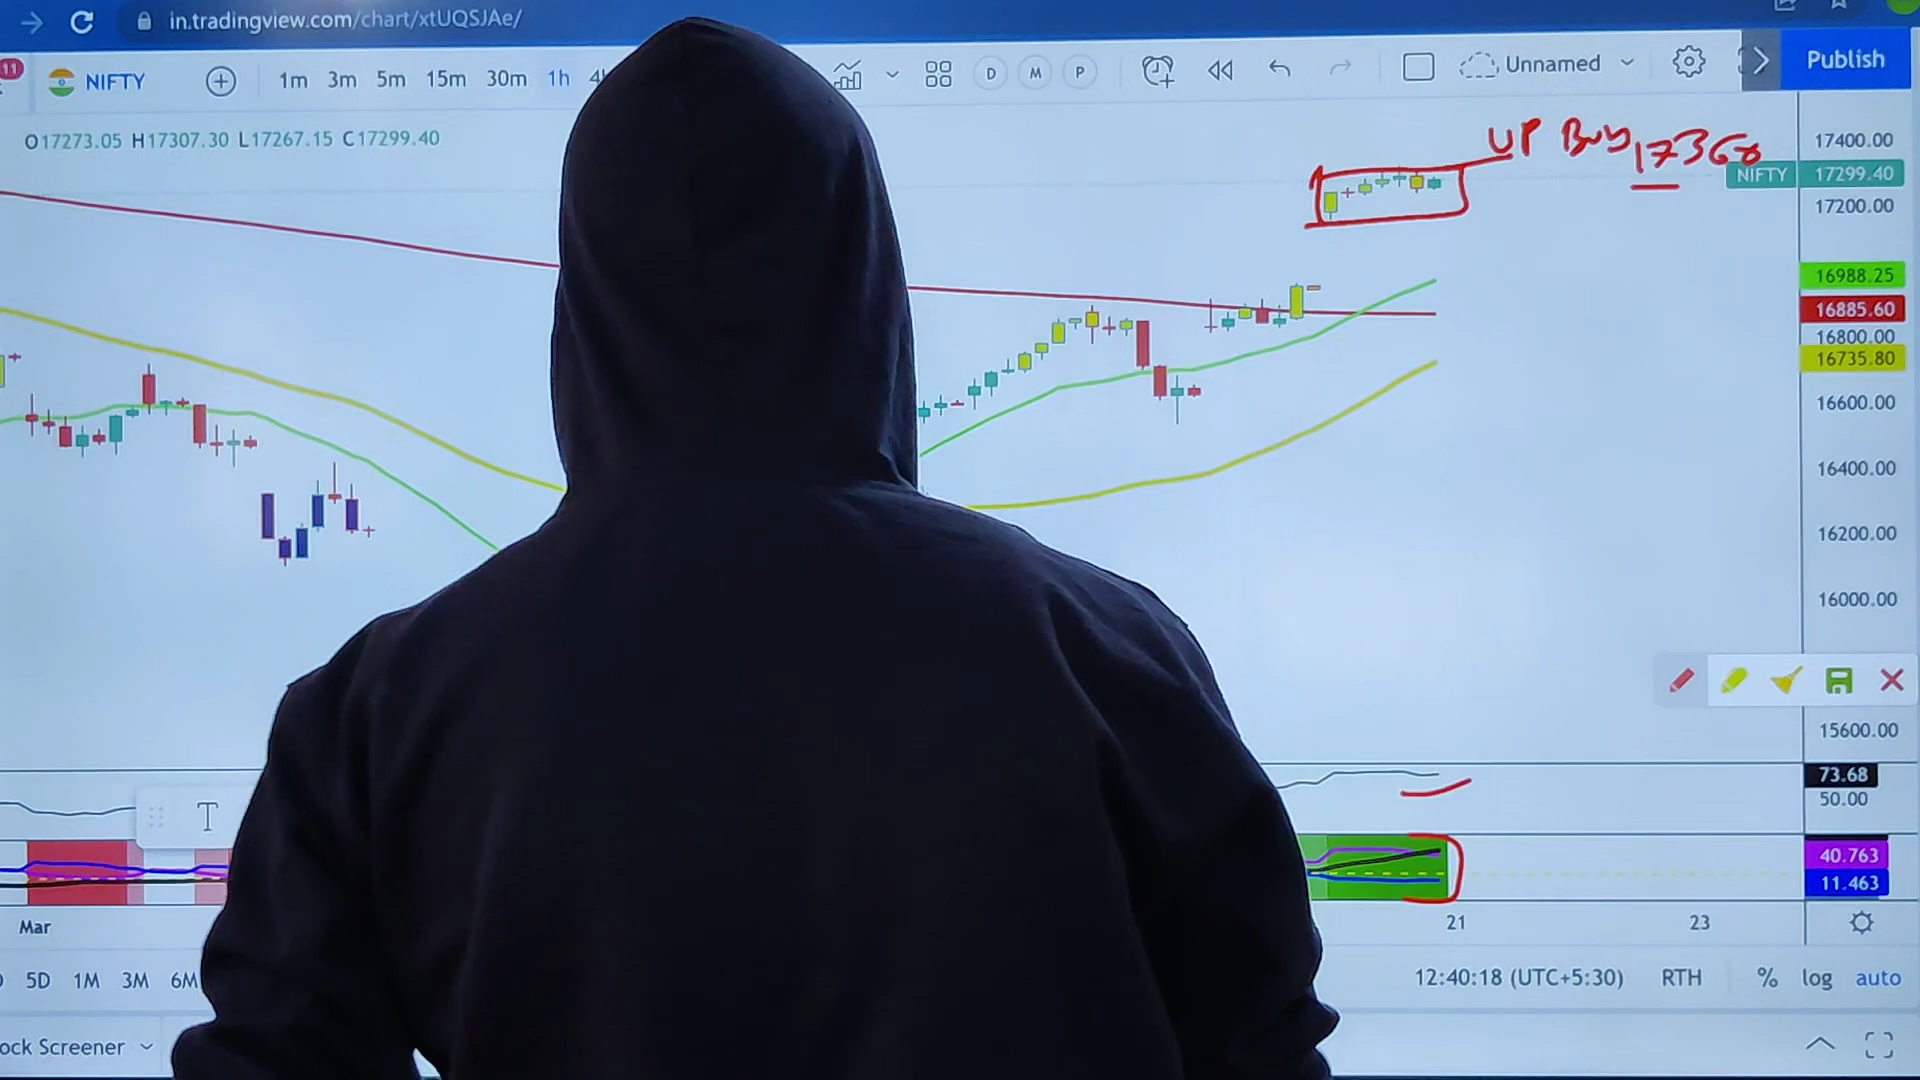 in.tradingview.com/chart/xtUQSJAe/
11 NIFTY 1m 3m 5m 15m 30m 1h D M P Unnamed Publish
O17273.05 H17307.30 L17267.15 C17299.40
UP Buy 17360
17400.00
NIFTY 17299.40
17200.00
16988.25
16885.60
16800.00
16735.80
16600.00
16400.00
16200.00
16000.00
15600.00
73.68
50.00
T
40.763
11.463
Mar 21 23
5D 1M 3M 6M 12:40:18 (UTC+5:30) RTH % log auto
ock Screener